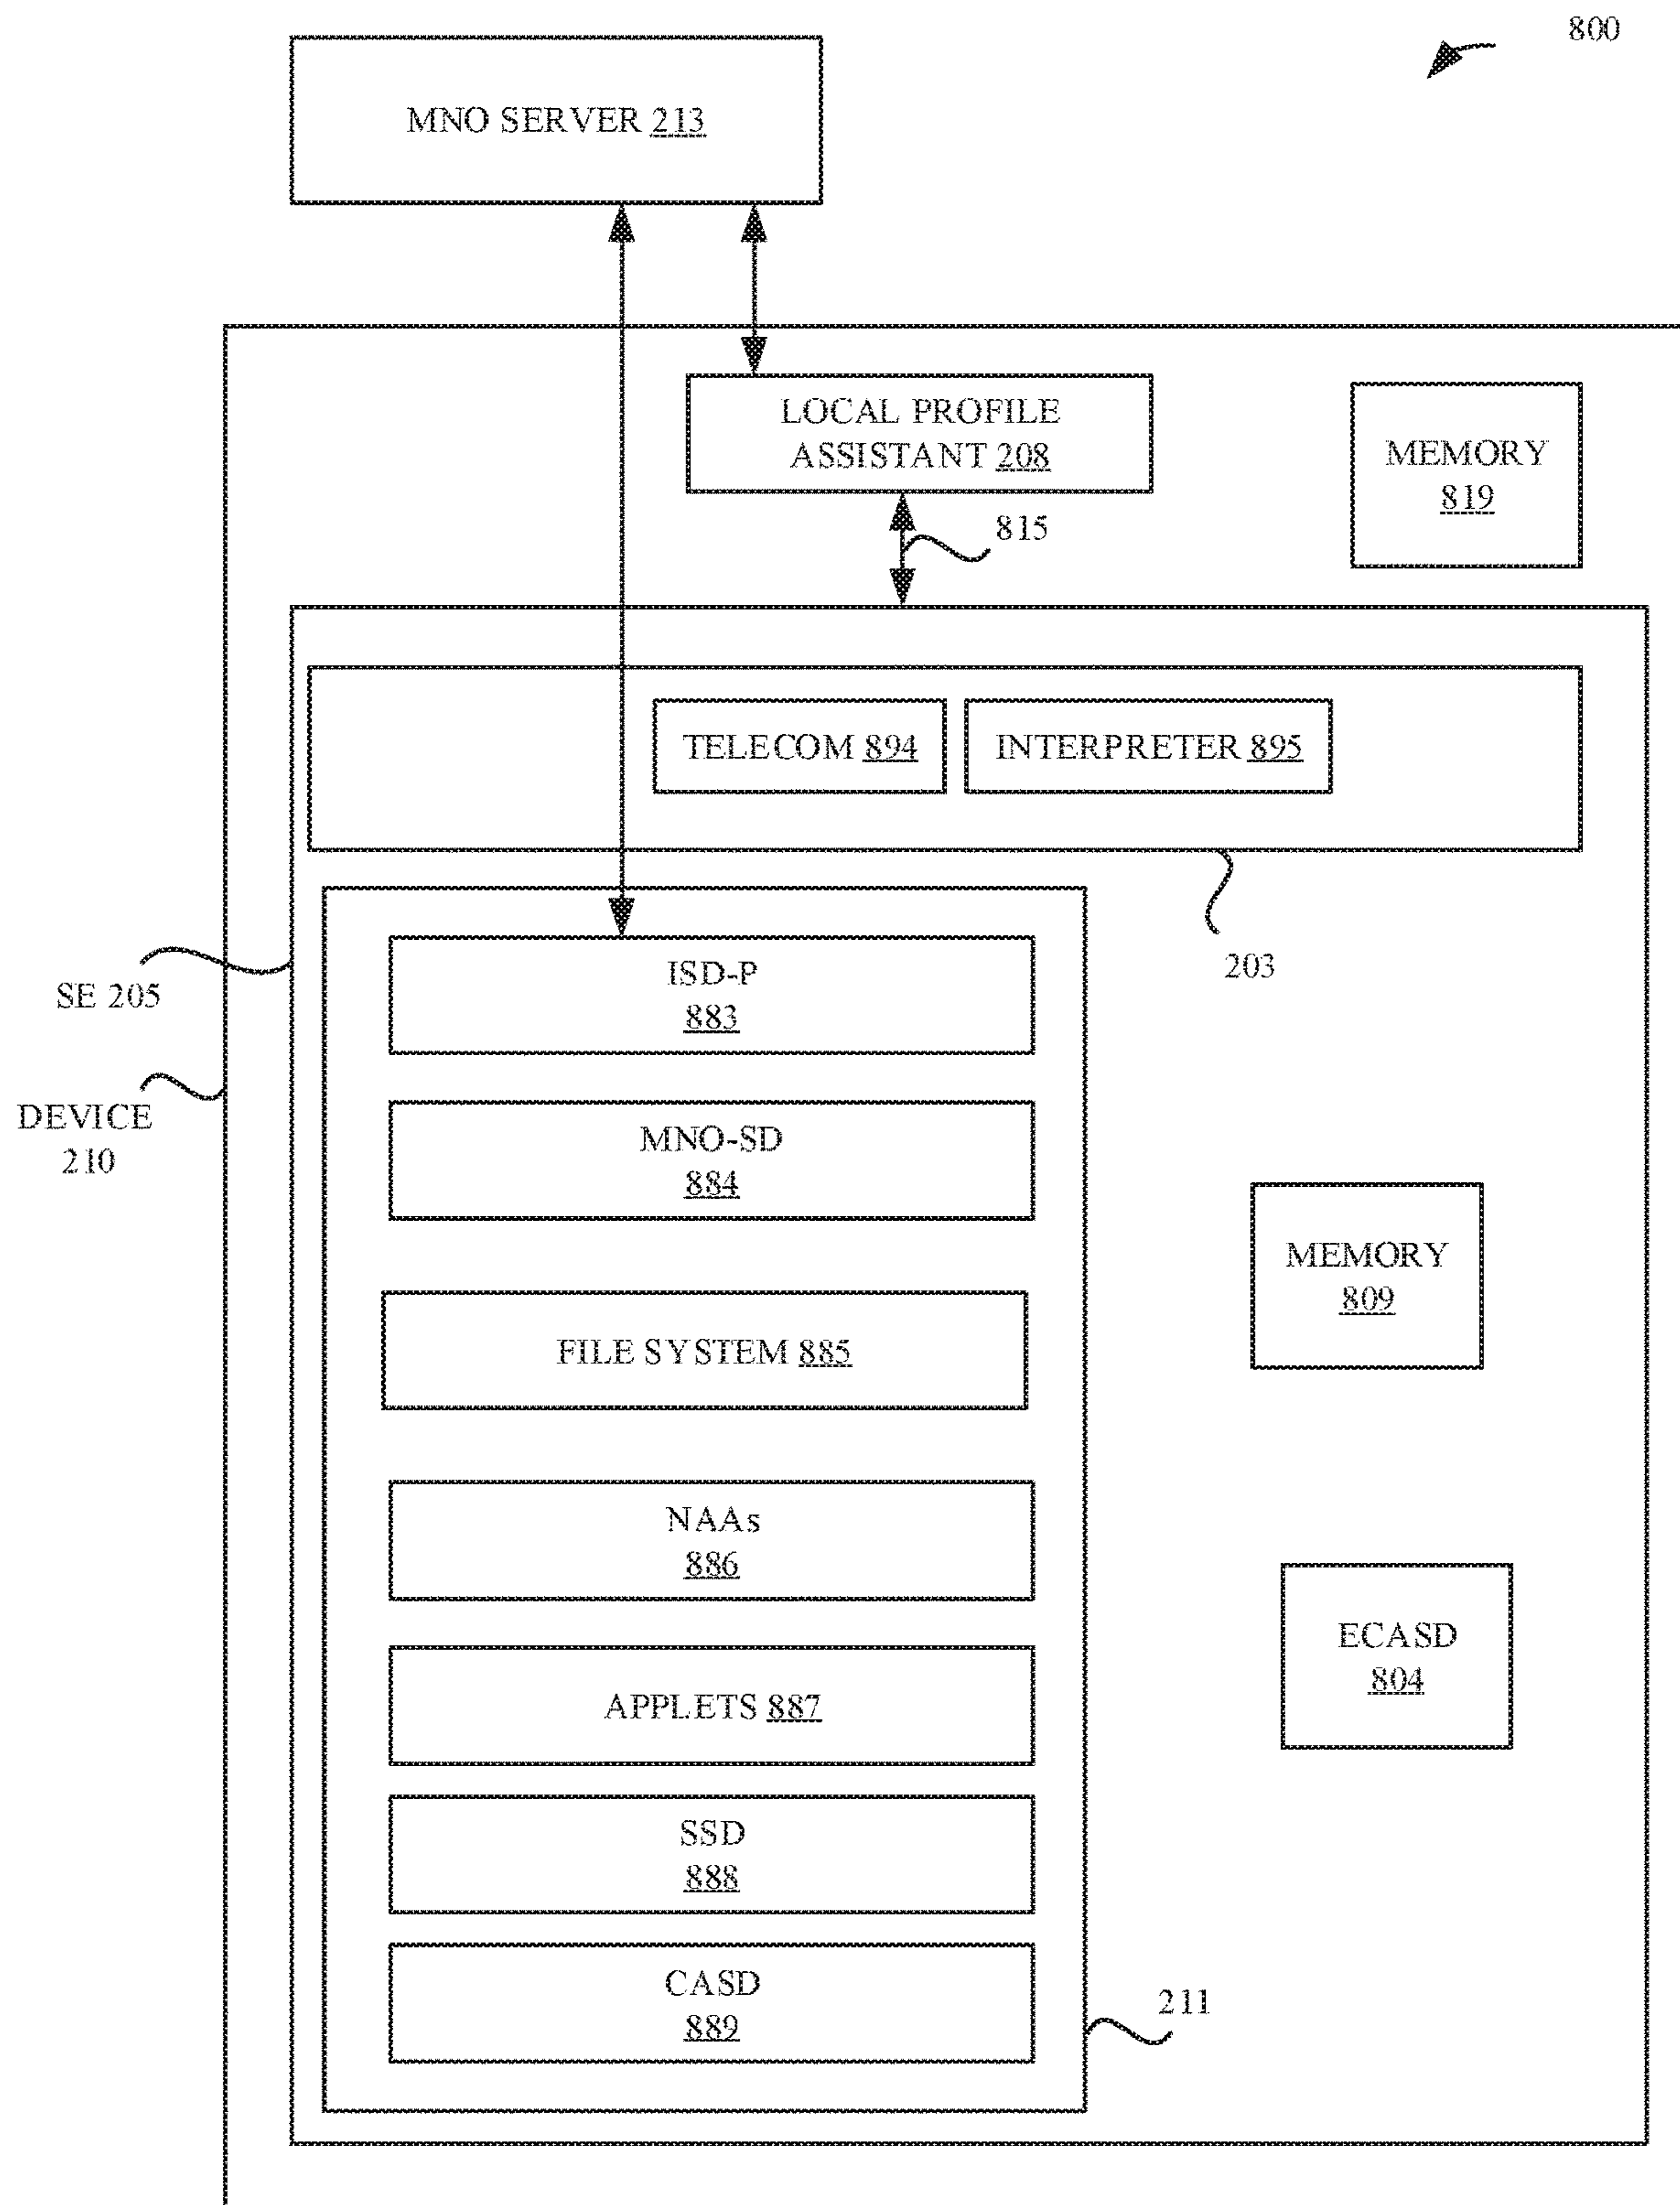 800
MNO SERVER 213
LOCAL PROFILE
ASSISTANT 208
MEMORY
819
815
TELECOM 894
INTERPRETER 895
203
ISD-P
883
SE 205
MNO-SD
884
DEVICE
210
MEMORY
809
FILE SYSTEM 885
NAAs
886
ECASD
804
APPLETS 887
SSD
888
CASD
889
211